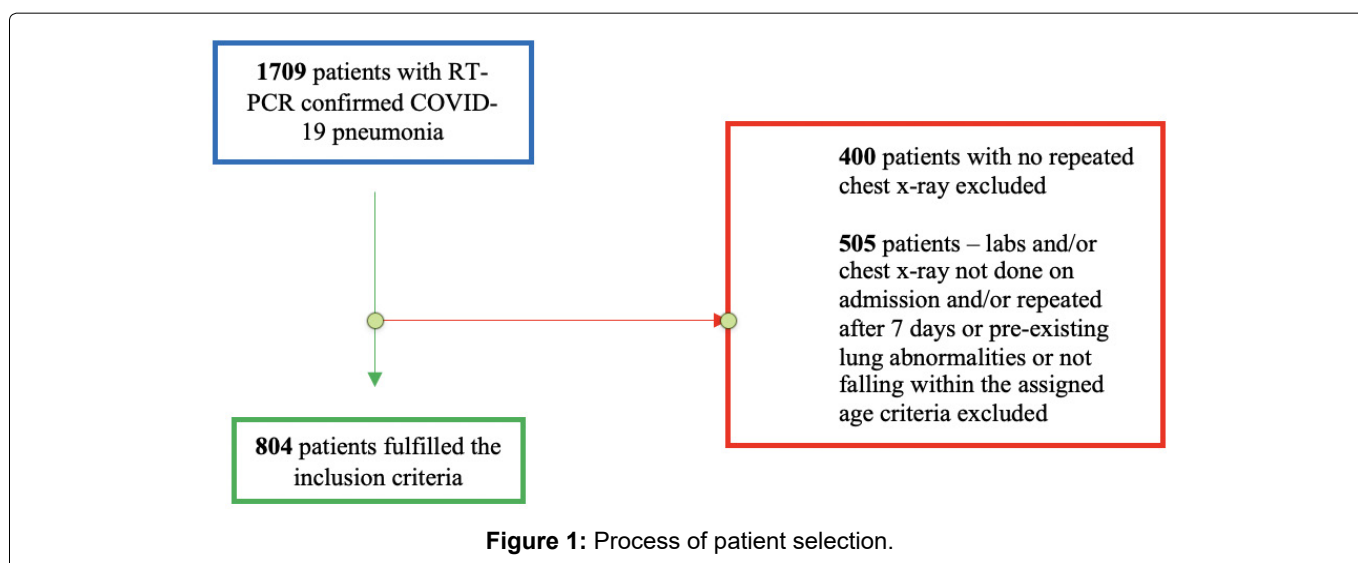 1709 patients with RT-
PCR confirmed COVID-
19 pneumonia
400 patients with no repeated
chest x-ray excluded
505 patients – labs and/or
chest x-ray not done on
admission and/or repeated
after 7 days or pre-existing
lung abnormalities or not
falling within the assigned
age criteria excluded
804 patients fulfilled the
inclusion criteria
Figure 1: Process of patient selection.